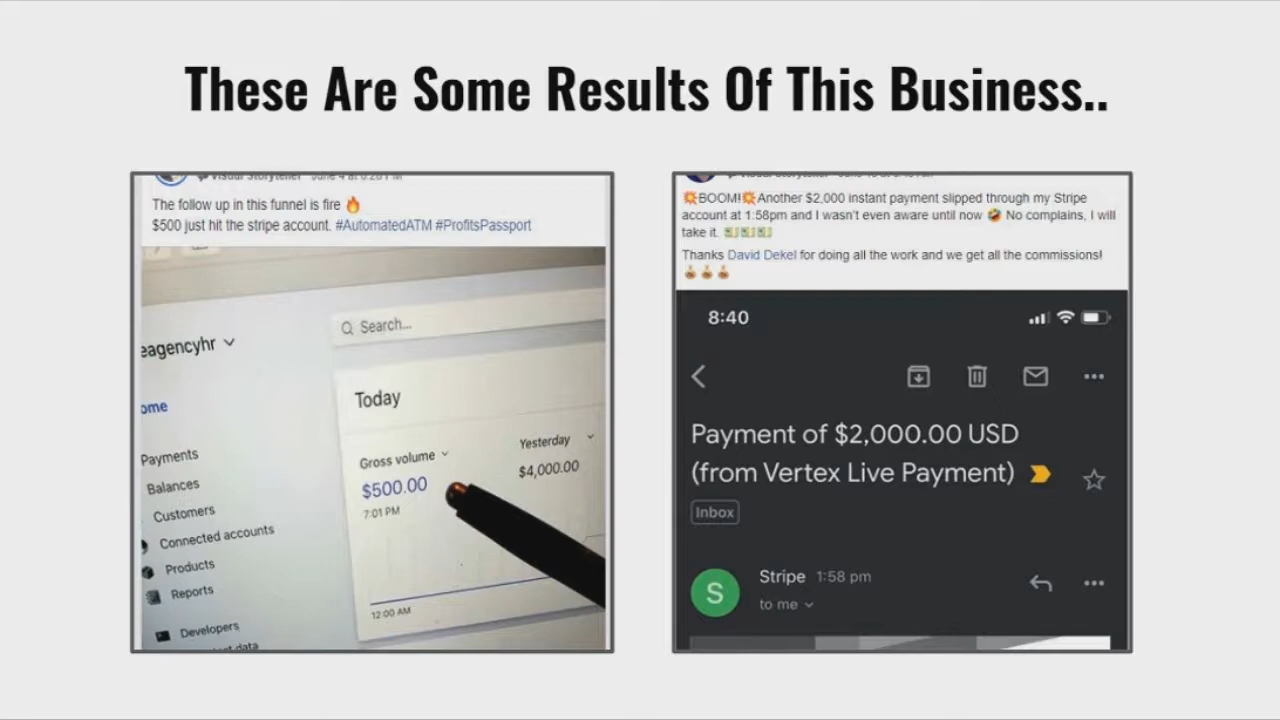 These Are Some Results Of This Business..
The follow up in this funnel is fire 🔥
$500 just hit the stripe account. #AutomatedATM #ProfitsPassport
eagencyhr
Search...
ome
Today
Payments
Gross volume
Yesterday
Balances
$500.00
$4,000.00
Customers
7:01 PM
Connected accounts
Products
Reports
12:00 AM
Developers
💥BOOM!💥Another $2,000 instant payment slipped through my Stripe
account at 1:58pm and I wasn't even aware until now 🤣 No complains, I will
take it. 💵💵💵
Thanks David Dekel for doing all the work and we get all the commissions!
💰💰💰
8:40
Payment of $2,000.00 USD
(from Vertex Live Payment)
Inbox
S
Stripe 1:58 pm
to me